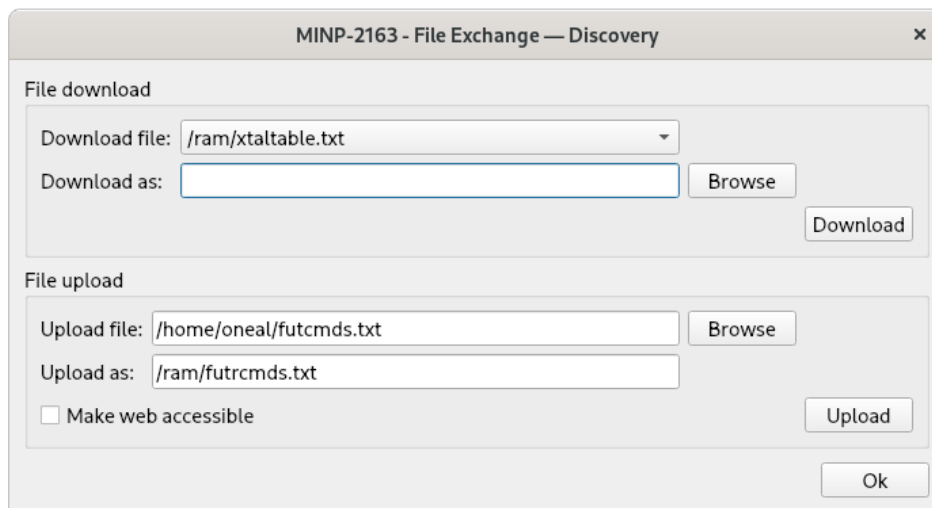 MINP-2163 - File Exchange — Discovery
File download
Download file: /ram/xtaltable.txt
Download as: Browse
Download
File upload
Upload file: /home/oneal/futcmds.txt Browse
Upload as: /ram/futrcmds.txt
Make web accessible Upload
Ok